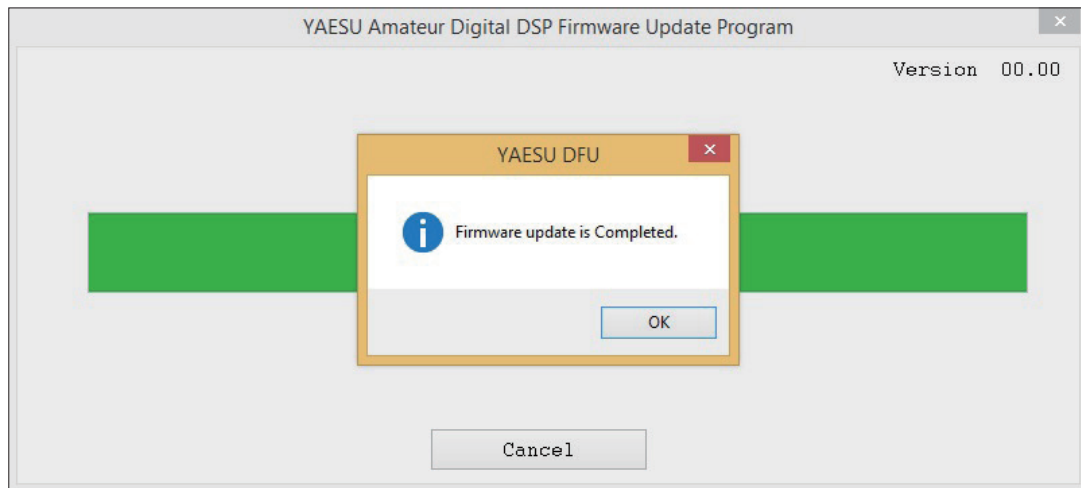 YAESU Amateur Digital DSP Firmware Update Program
Version 00.00
YAESU DFU
Firmware update is Completed.
OK
Cancel